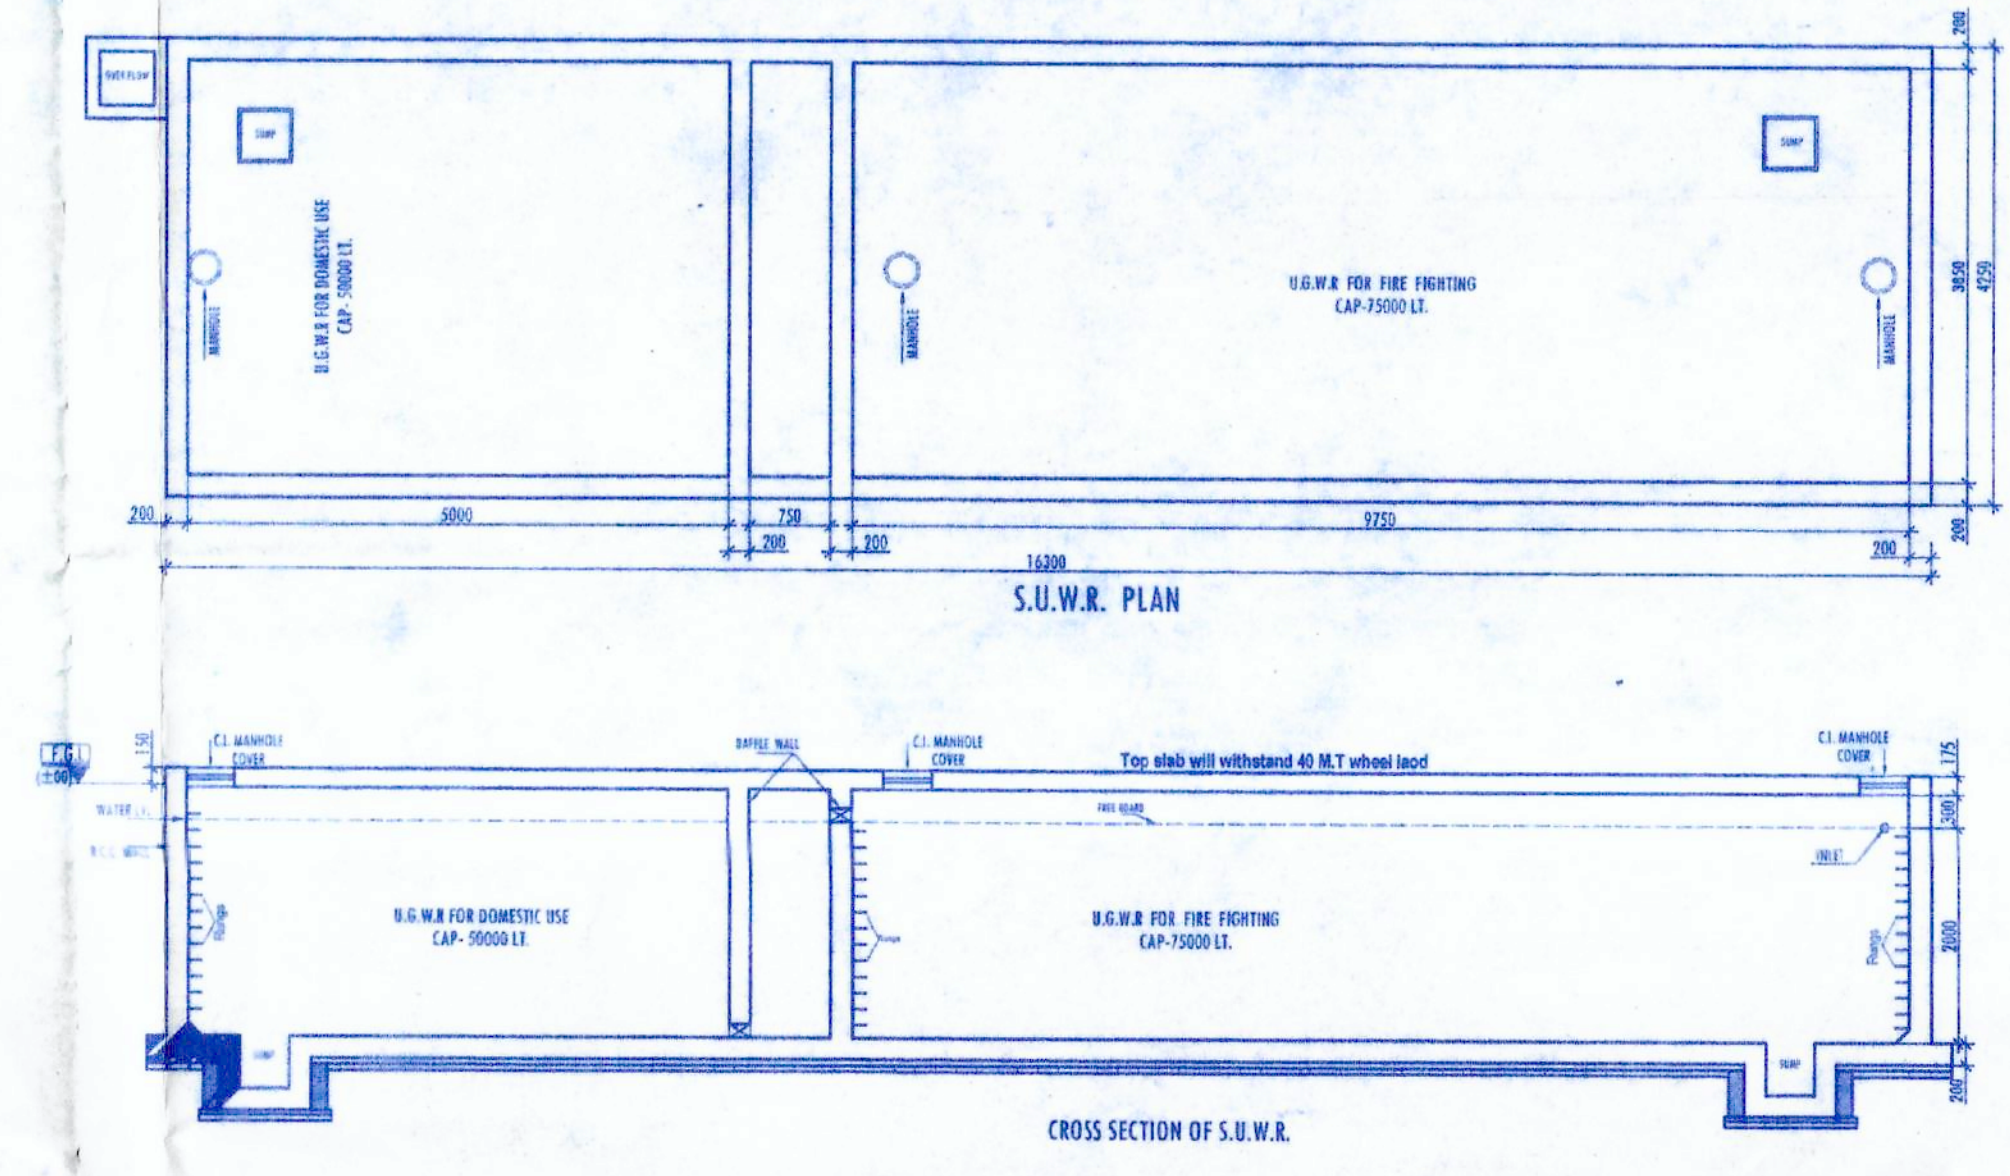 OVER FLOW
SUMP
U.G.W.R FOR DOMESTIC USE
CAP- 50000 LT.
MANHOLE
MANHOLE
U.G.W.R FOR FIRE FIGHTING
CAP-75000 LT.
SUMP
MANHOLE
200
3850
4250
200
200
5000
750
9750
200
200
200
16300
S.U.W.R. PLAN
F.G
(±00)
150
C.I. MANHOLE
COVER
BAFFLE WALL
C.I. MANHOLE
COVER
Top slab will withstand 40 M.T wheel laod
C.I. MANHOLE
COVER
175
WATER LV.
FREE BOARD
300
R.C.C. WALL
INLET
Rungs
U.G.W.R FOR DOMESTIC USE
CAP- 50000 LT.
U.G.W.R FOR FIRE FIGHTING
CAP-75000 LT.
Rungs
2000
SUMP
SUMP
200
CROSS SECTION OF S.U.W.R.